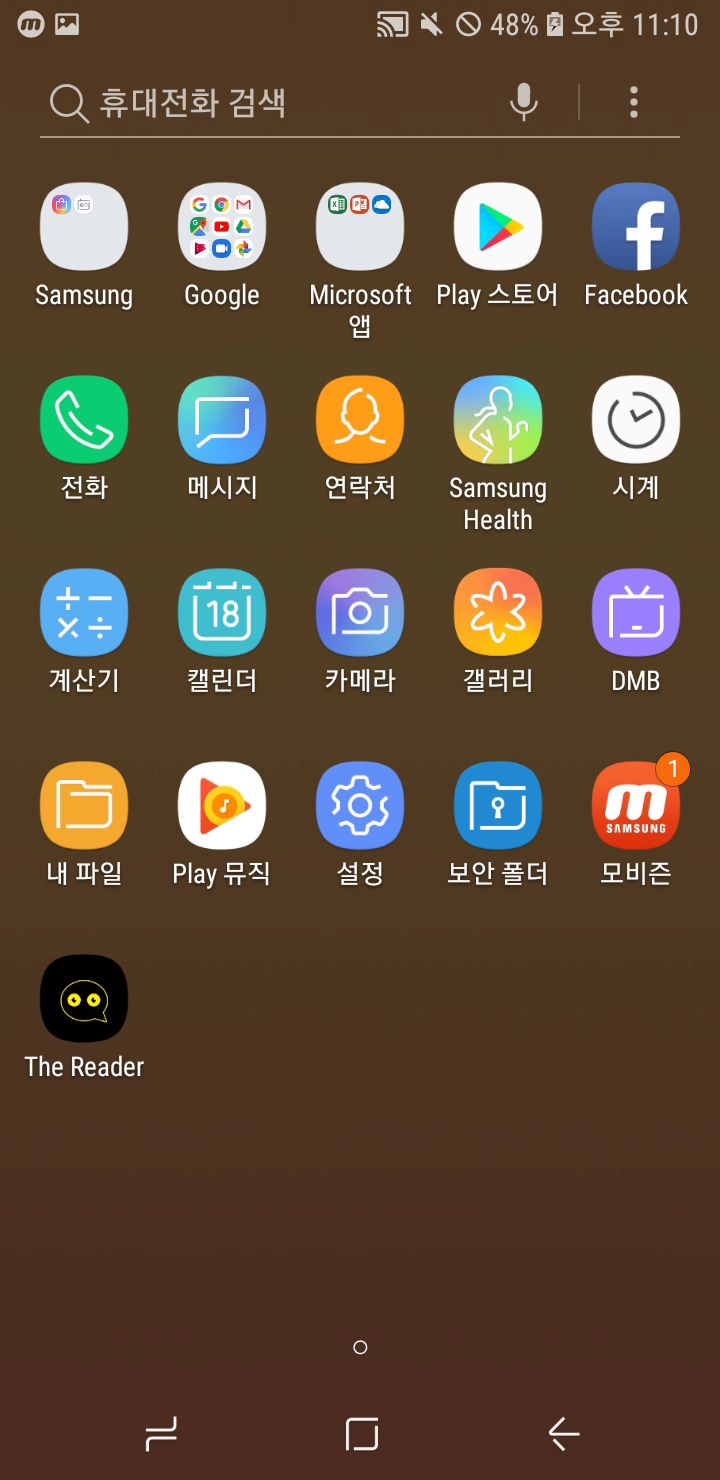 48% 오후 11:10
휴대전화 검색
Samsung
Google
Microsoft
앱
Play 스토어
Facebook
전화
메시지
연락처
Samsung
Health
시계
18
계산기
캘린더
카메라
갤러리
DMB
1
SAMSUNG
내 파일
Play 뮤직
설정
보안 폴더
모비즌
The Reader